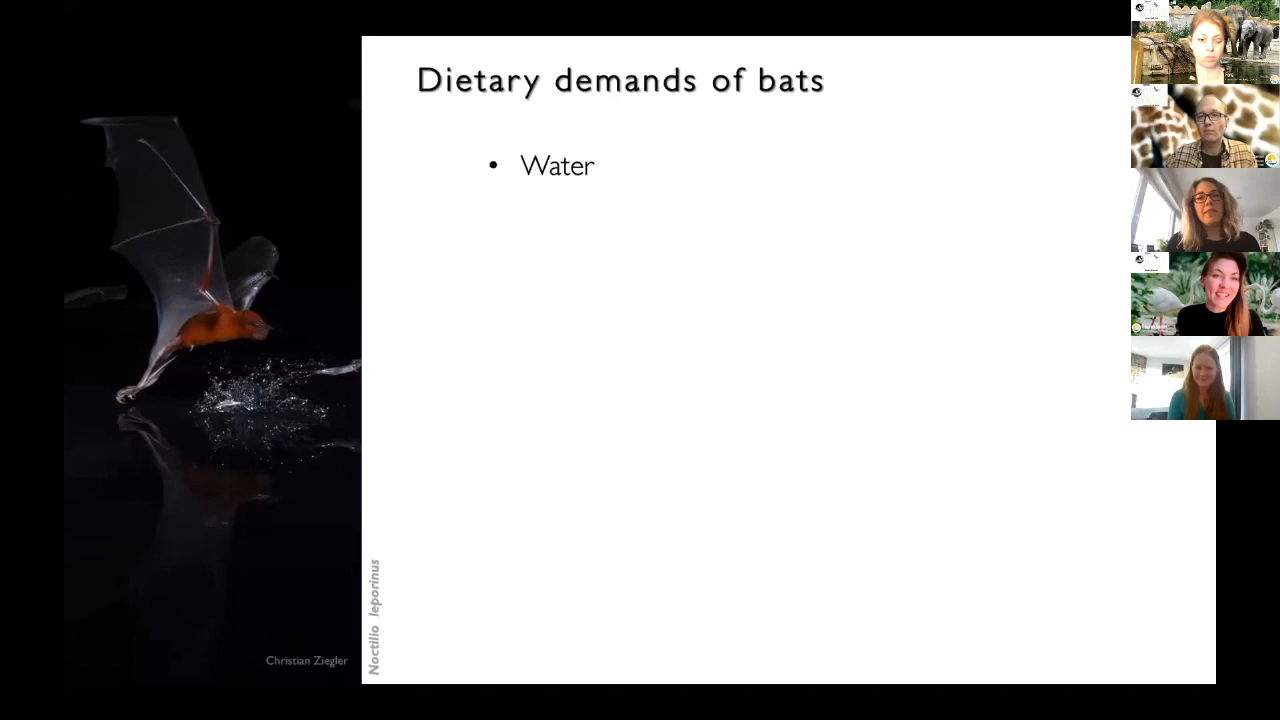 Dietary demands of bats
• Water
Noctilio leporinus
Christian Ziegler